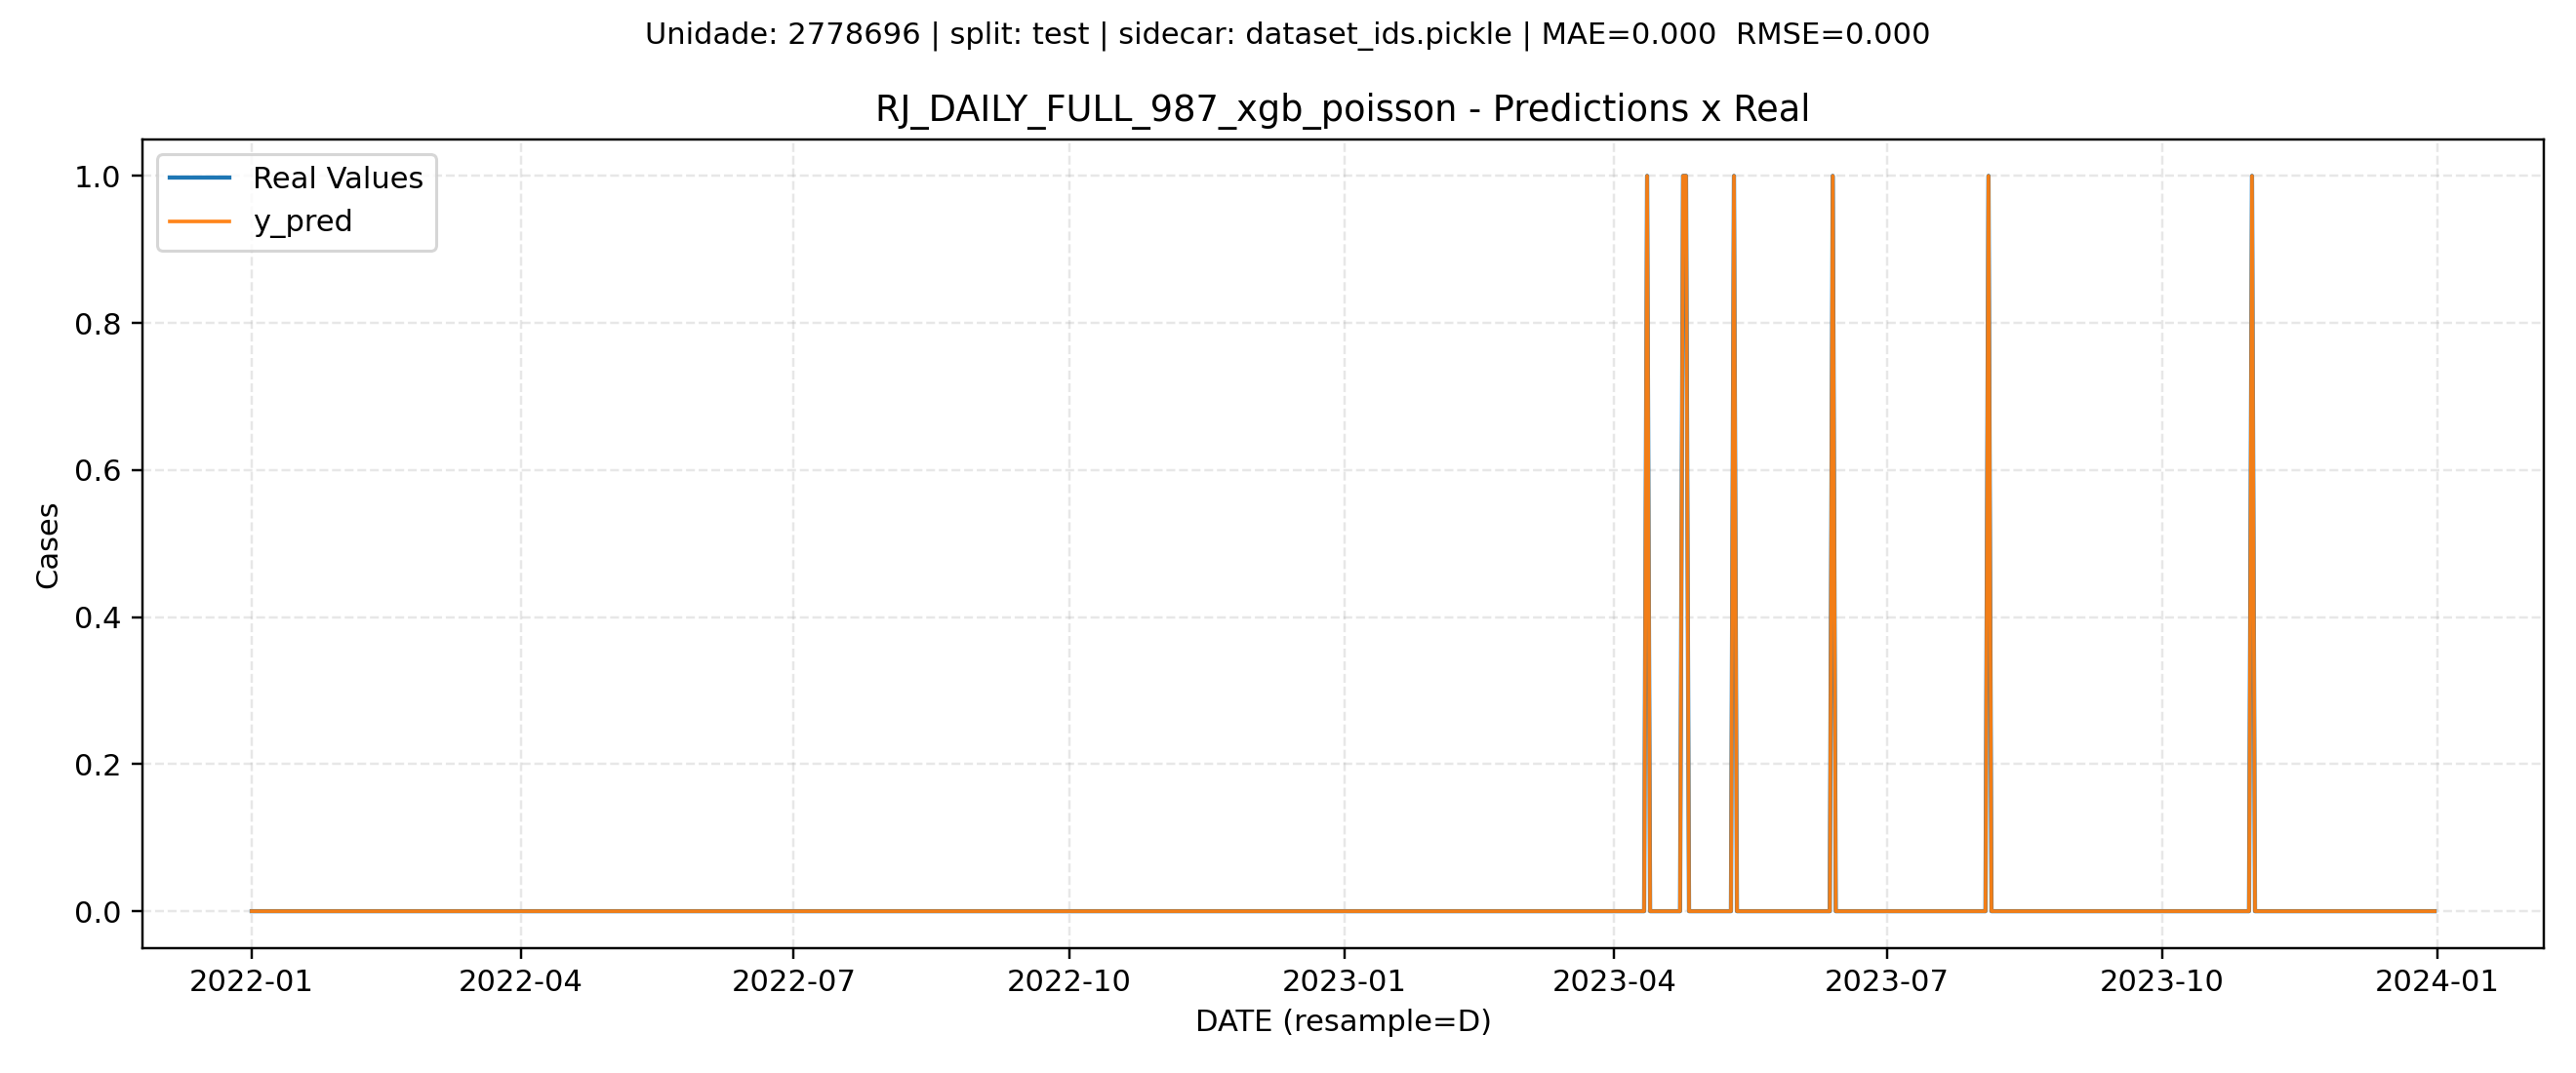 Unidade: 2778696 | split: test | sidecar: dataset_ids.pickle | MAE=0.000  RMSE=0.000
RJ_DAILY_FULL_987_xgb_poisson - Predictions x Real
Real Values
y_pred
1.0
0.8
0.6
0.4
0.2
0.0
Cases
2022-01 2022-04 2022-07 2022-10 2023-01 2023-04 2023-07 2023-10 2024-01
DATE (resample=D)